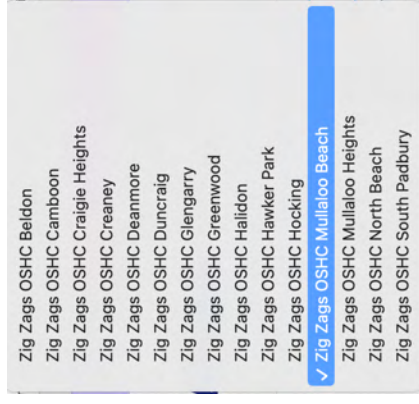 Zig Zags OSHC Beldon
Zig Zags OSHC Camboon
Zig Zags OSHC Craigie Heights
Zig Zags OSHC Creaney
Zig Zags OSHC Deanmore
Zig Zags OSHC Duncraig
Zig Zags OSHC Glengarry
Zig Zags OSHC Greenwood
Zig Zags OSHC Halidon
Zig Zags OSHC Hawker Park
Zig Zags OSHC Hocking
✓ Zig Zags OSHC Mullaloo Beach
Zig Zags OSHC Mullaloo Heights
Zig Zags OSHC North Beach
Zig Zags OSHC South Padbury